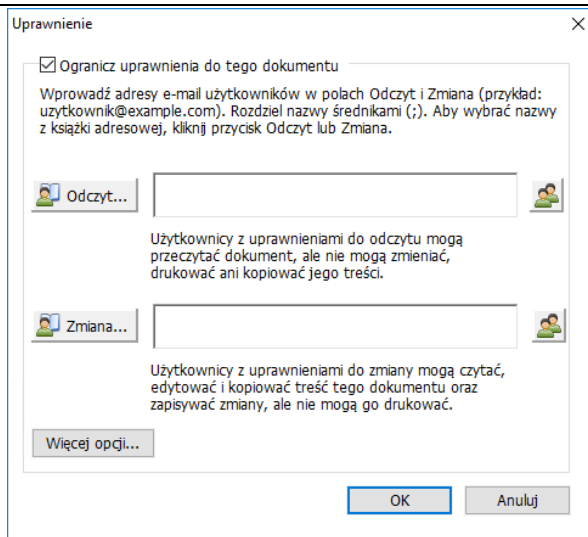 Uprawnienie
Ogranicz uprawnienia do tego dokumentu
Wprowadź adresy e-mail użytkowników w polach Odczyt i Zmiana (przykład:
uzytkownik@example.com). Rozdziel nazwy średnikami (;). Aby wybrać nazwy
z książki adresowej, kliknij przycisk Odczyt lub Zmiana.
Odczyt...
Użytkownicy z uprawnieniami do odczytu mogą
przeczytać dokument, ale nie mogą zmieniać,
drukować ani kopiować jego treści.
Zmiana...
Użytkownicy z uprawnieniami do zmiany mogą czytać,
edytować i kopiować treść tego dokumentu oraz
zapisywać zmiany, ale nie mogą go drukować.
Więcej opcji...
OK
Anuluj